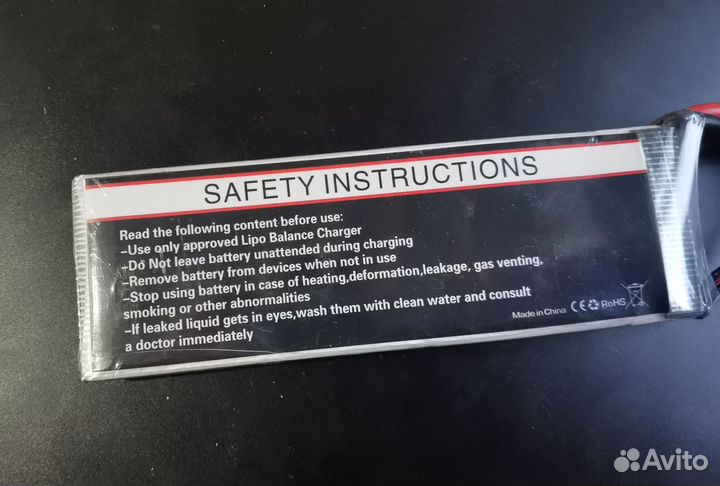 SAFETY INSTRUCTIONS
Read the following content before use:
-Use only approved Lipo Balance Charger
-Do Not leave battery unattended during charging
-Remove battery from devices when not in use
-Stop using battery in case of heating,deformation,leakage, gas venting,
smoking or other abnormalities
-If leaked liquid gets in eyes,wash them with clean water and consult
a doctor immediately
Made in China CE RoHS
Avito